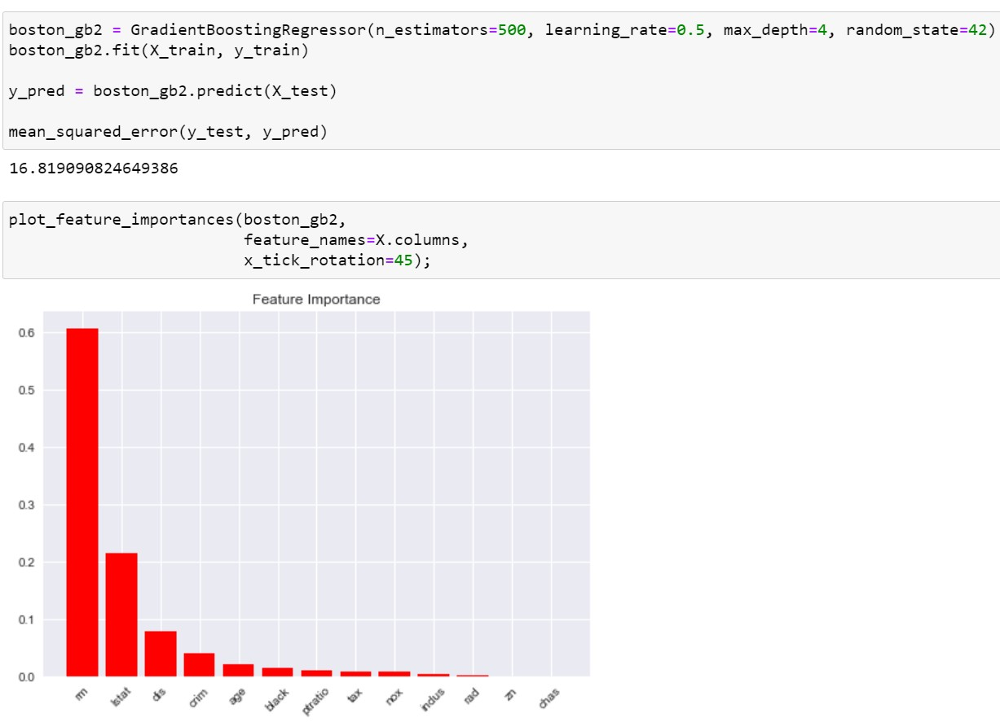 boston_gb2 = GradientBoostingRegressor(n_estimators=500, learning_rate=0.5, max_depth=4, random_state=42)
boston_gb2.fit(X_train, y_train)
y_pred = boston_gb2.predict(X_test)
mean_squared_error(y_test, y_pred)
16.819090824649386
plot_feature_importances(boston_gb2,
feature_names=X.columns,
x_tick_rotation=45);
Feature Importance
0.6
0.5
0.4
0.3
0.2
0.1
0.0
rm lstat dis crim age black ptratio tax nox indus rad zn chas